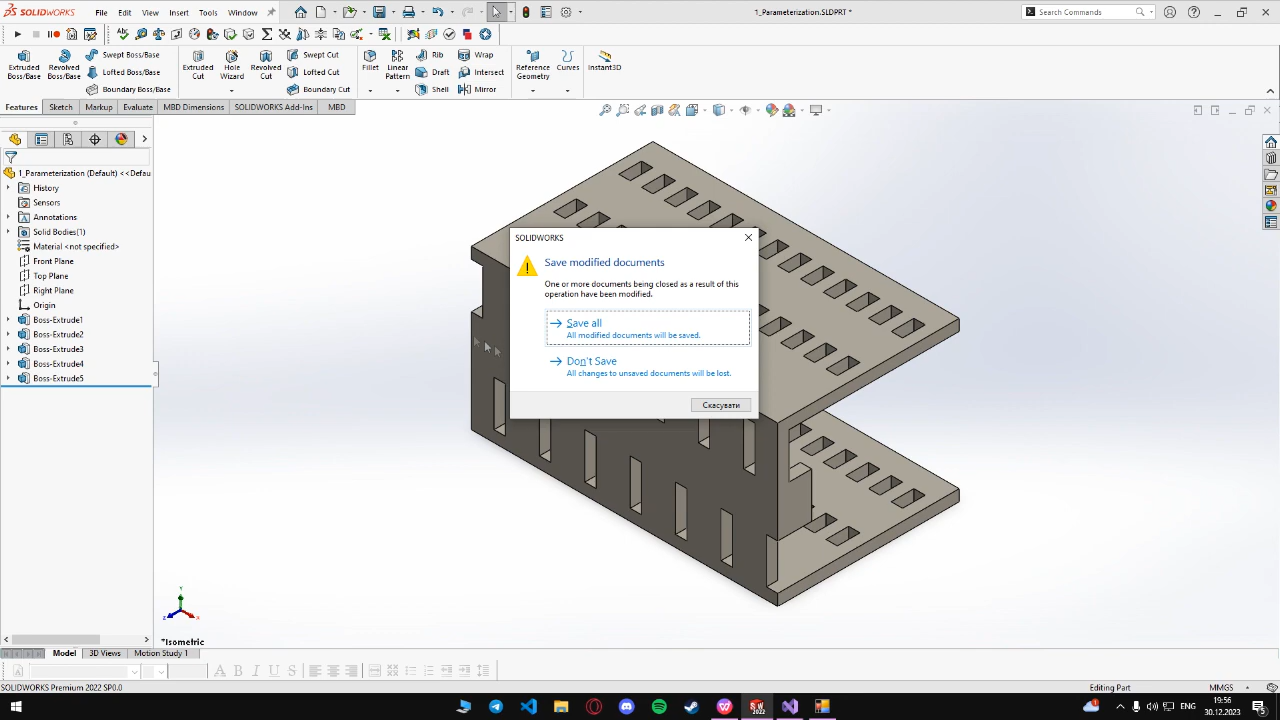 SOLIDWORKS File Edit View Insert Tools Window 1_Parameterization.SLDPRT * Search Commands
Extruded Boss/Base
Revolved Boss/Base
Swept Boss/Base
Lofted Boss/Base
Boundary Boss/Base
Extruded Cut
Hole Wizard
Revolved Cut
Swept Cut
Lofted Cut
Boundary Cut
Fillet
Linear Pattern
Rib
Draft
Shell
Wrap
Intersect
Mirror
Reference Geometry
Curves
Instant3D
Features Sketch Markup Evaluate MBD Dimensions SOLIDWORKS Add-Ins MBD
1_Parameterization (Default) <<Defau
History
Sensors
Annotations
Solid Bodies(1)
Material <not specified>
Front Plane
Top Plane
Right Plane
Origin
Boss-Extrude1
Boss-Extrude2
Boss-Extrude3
Boss-Extrude4
Boss-Extrude5
SOLIDWORKS
Save modified documents
One or more documents being closed as a result of this
operation have been modified.
Save all
All modified documents will be saved.
Don't Save
All changes to unsaved documents will be lost.
Скасувати
Y
Z X
*Isometric
Model 3D Views Motion Study 1
A B I U S
SOLIDWORKS Premium 2022 SP0.0 Editing Part MMGS
ENG
19:56
30.12.2023